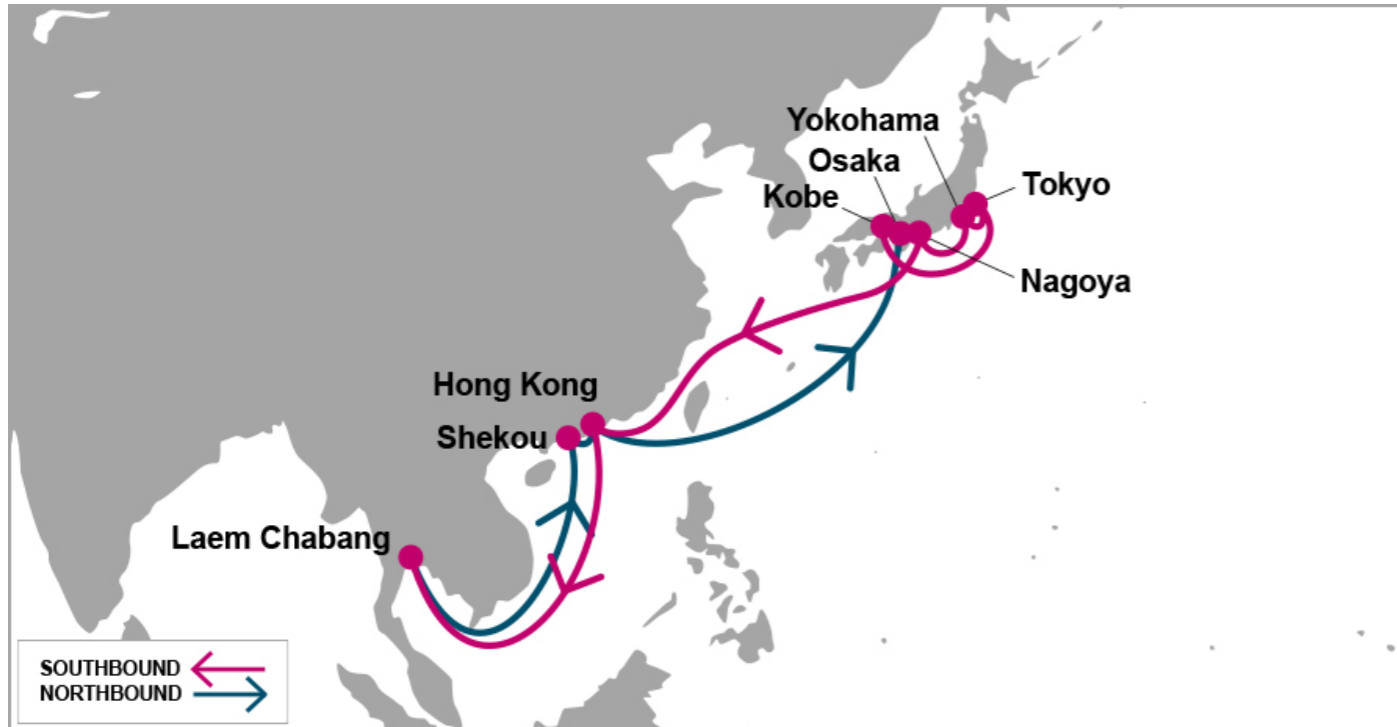 Yokohama
Osaka
Kobe
Tokyo
Nagoya
Hong Kong
Shekou
Laem Chabang
SOUTHBOUND
NORTHBOUND